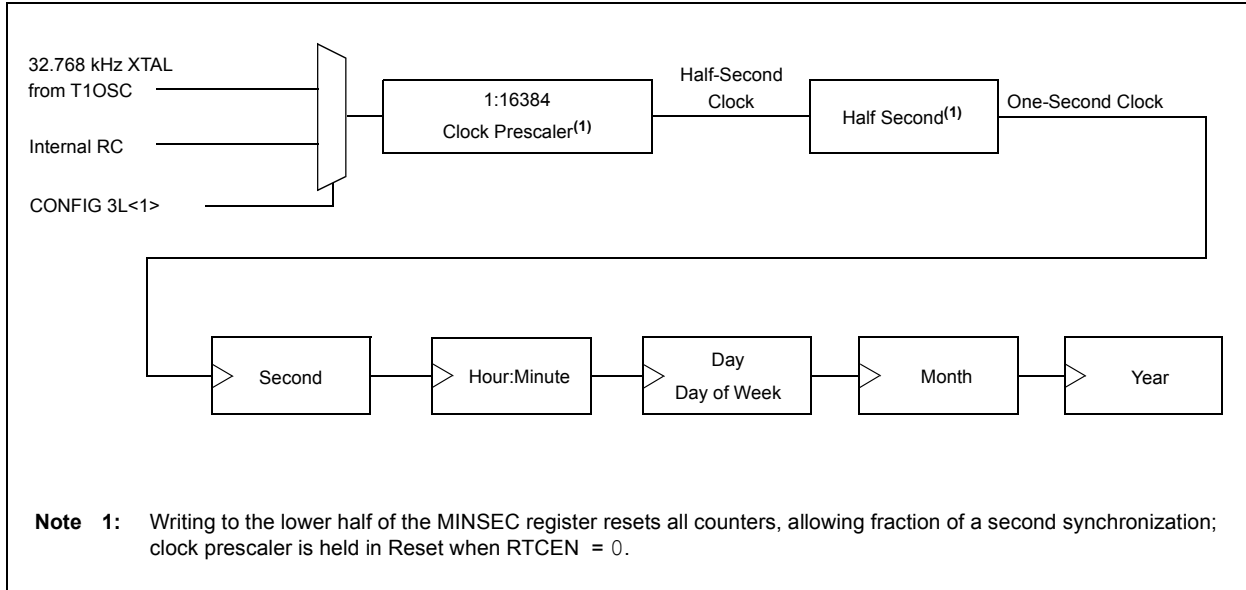 32.768 kHz XTAL
from T1OSC
Internal RC
CONFIG 3L<1>
1:16384
Clock Prescaler(1)
Half-Second
Clock
Half Second(1)
One-Second Clock
Second
Hour:Minute
Day
Day of Week
Month
Year
Note 1: Writing to the lower half of the MINSEC register resets all counters, allowing fraction of a second synchronization;
clock prescaler is held in Reset when RTCEN = 0.